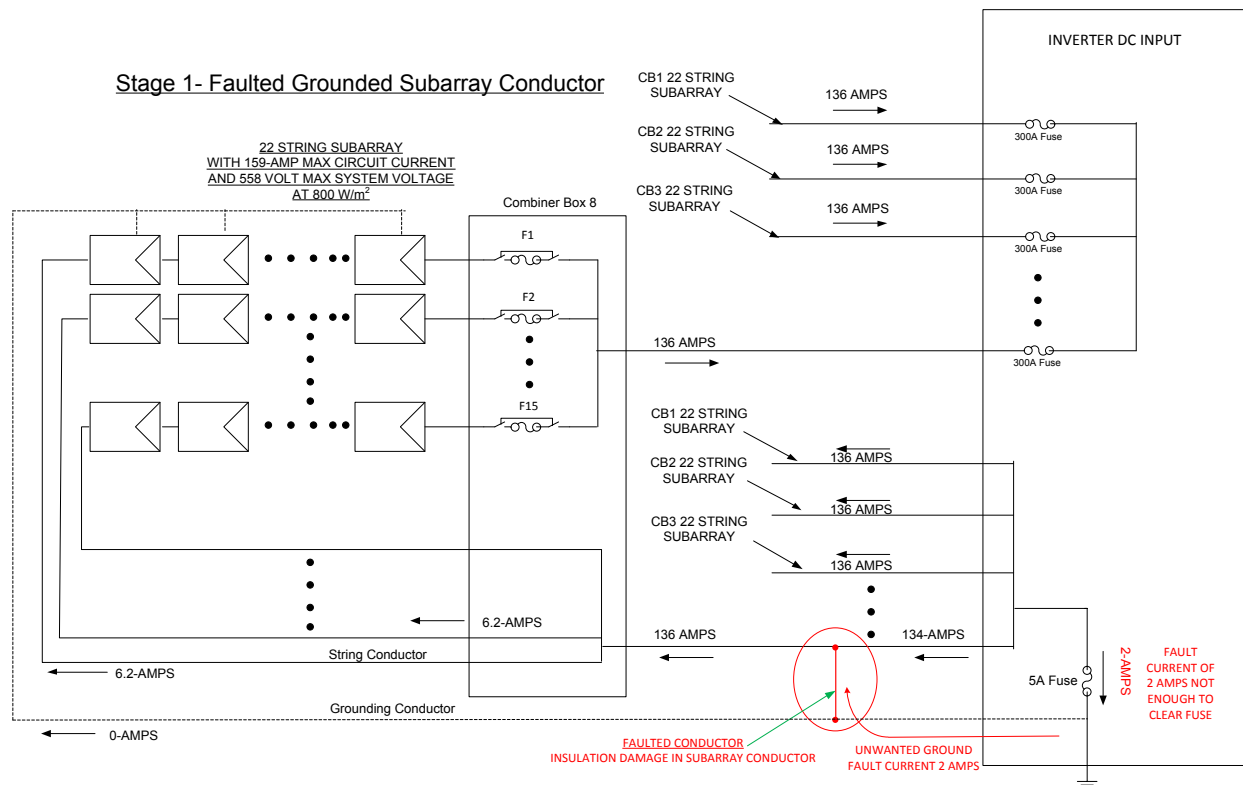 Stage 1- Faulted Grounded Subarray Conductor
22 STRING SUBARRAY
WITH 159-AMP MAX CIRCUIT CURRENT
AND 558 VOLT MAX SYSTEM VOLTAGE
AT 800 W/m²
Combiner Box 8
F1
F2
F15
136 AMPS
INVERTER DC INPUT
CB1 22 STRING
SUBARRAY
136 AMPS
300A Fuse
CB2 22 STRING
SUBARRAY
136 AMPS
300A Fuse
CB3 22 STRING
SUBARRAY
136 AMPS
300A Fuse
300A Fuse
CB1 22 STRING
SUBARRAY
136 AMPS
CB2 22 STRING
SUBARRAY
136 AMPS
CB3 22 STRING
SUBARRAY
136 AMPS
6.2-AMPS
136 AMPS
134-AMPS
String Conductor
6.2-AMPS
Grounding Conductor
0-AMPS
5A Fuse
2-AMPS
FAULT
CURRENT OF
2 AMPS NOT
ENOUGH TO
CLEAR FUSE
FAULTED CONDUCTOR
INSULATION DAMAGE IN SUBARRAY CONDUCTOR
UNWANTED GROUND
FAULT CURRENT 2 AMPS